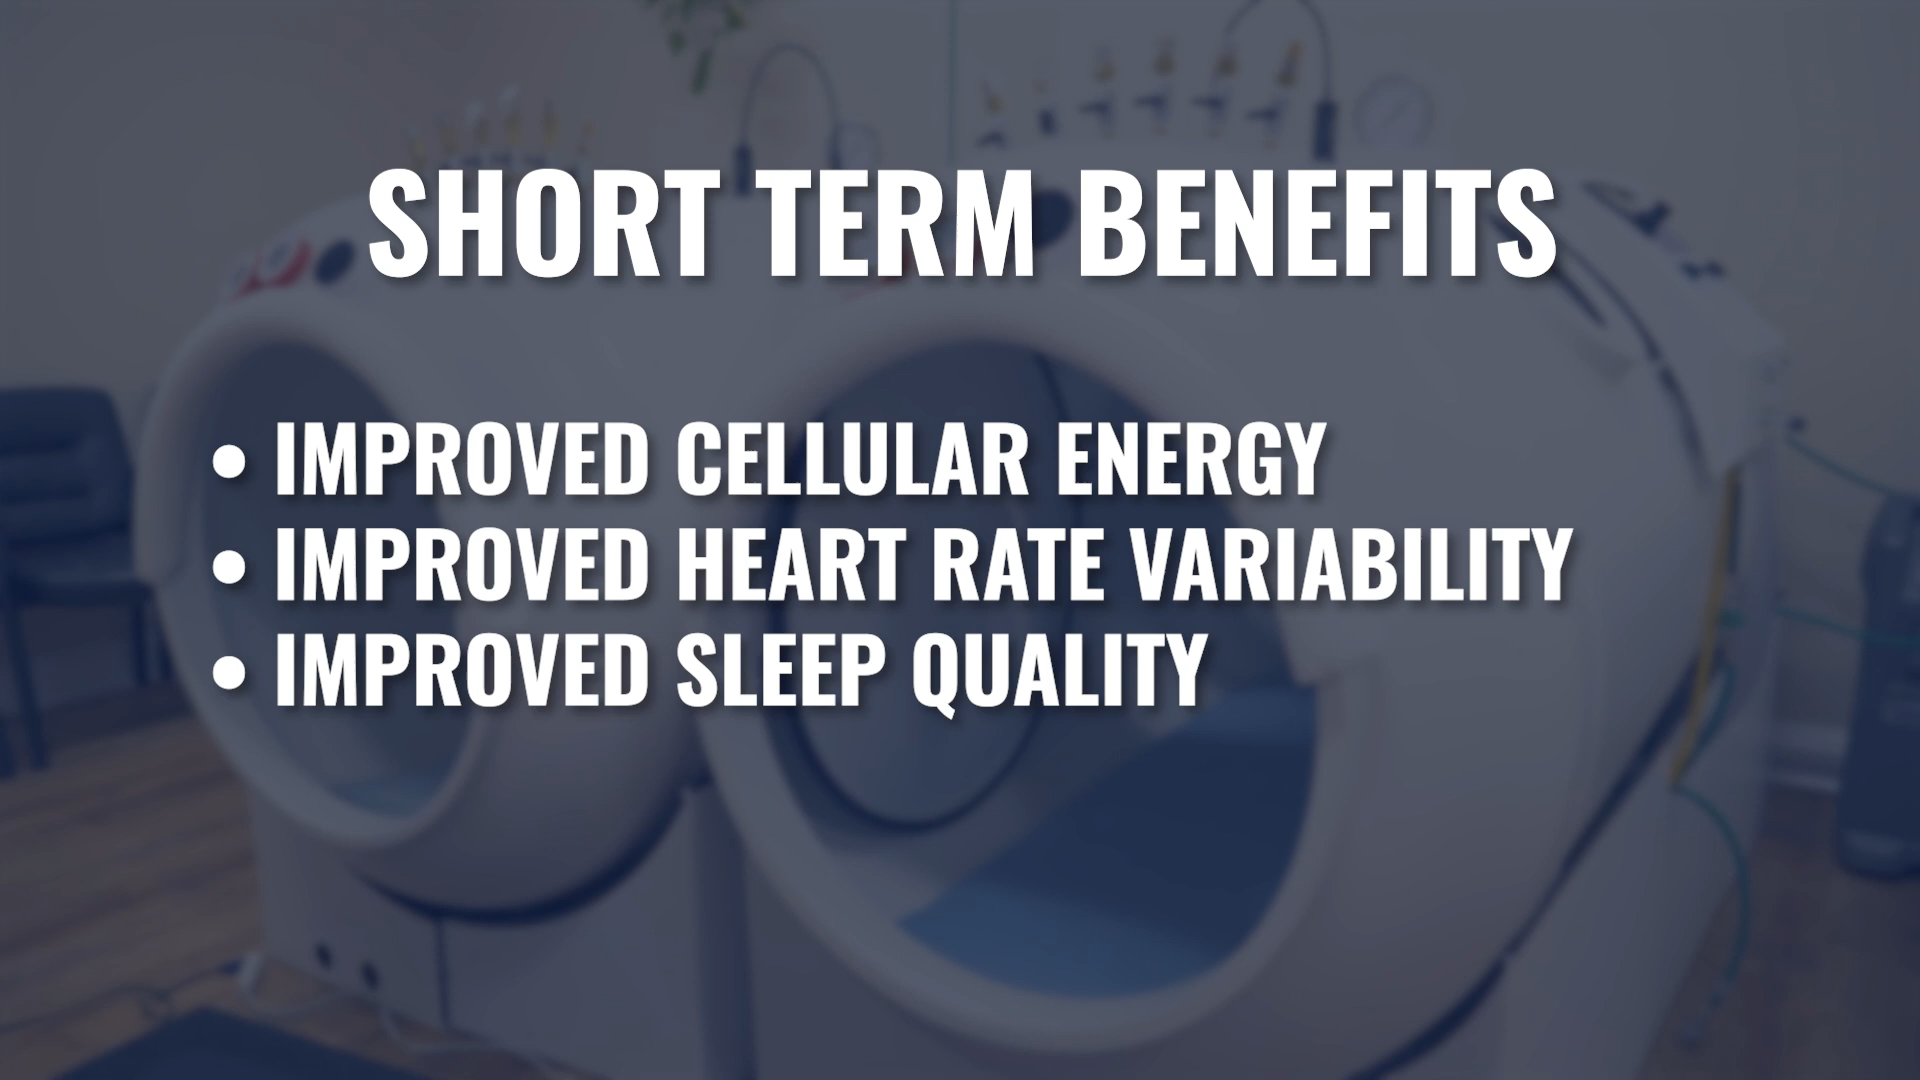 SHORT TERM BENEFITS
• IMPROVED CELLULAR ENERGY
• IMPROVED HEART RATE VARIABILITY
• IMPROVED SLEEP QUALITY